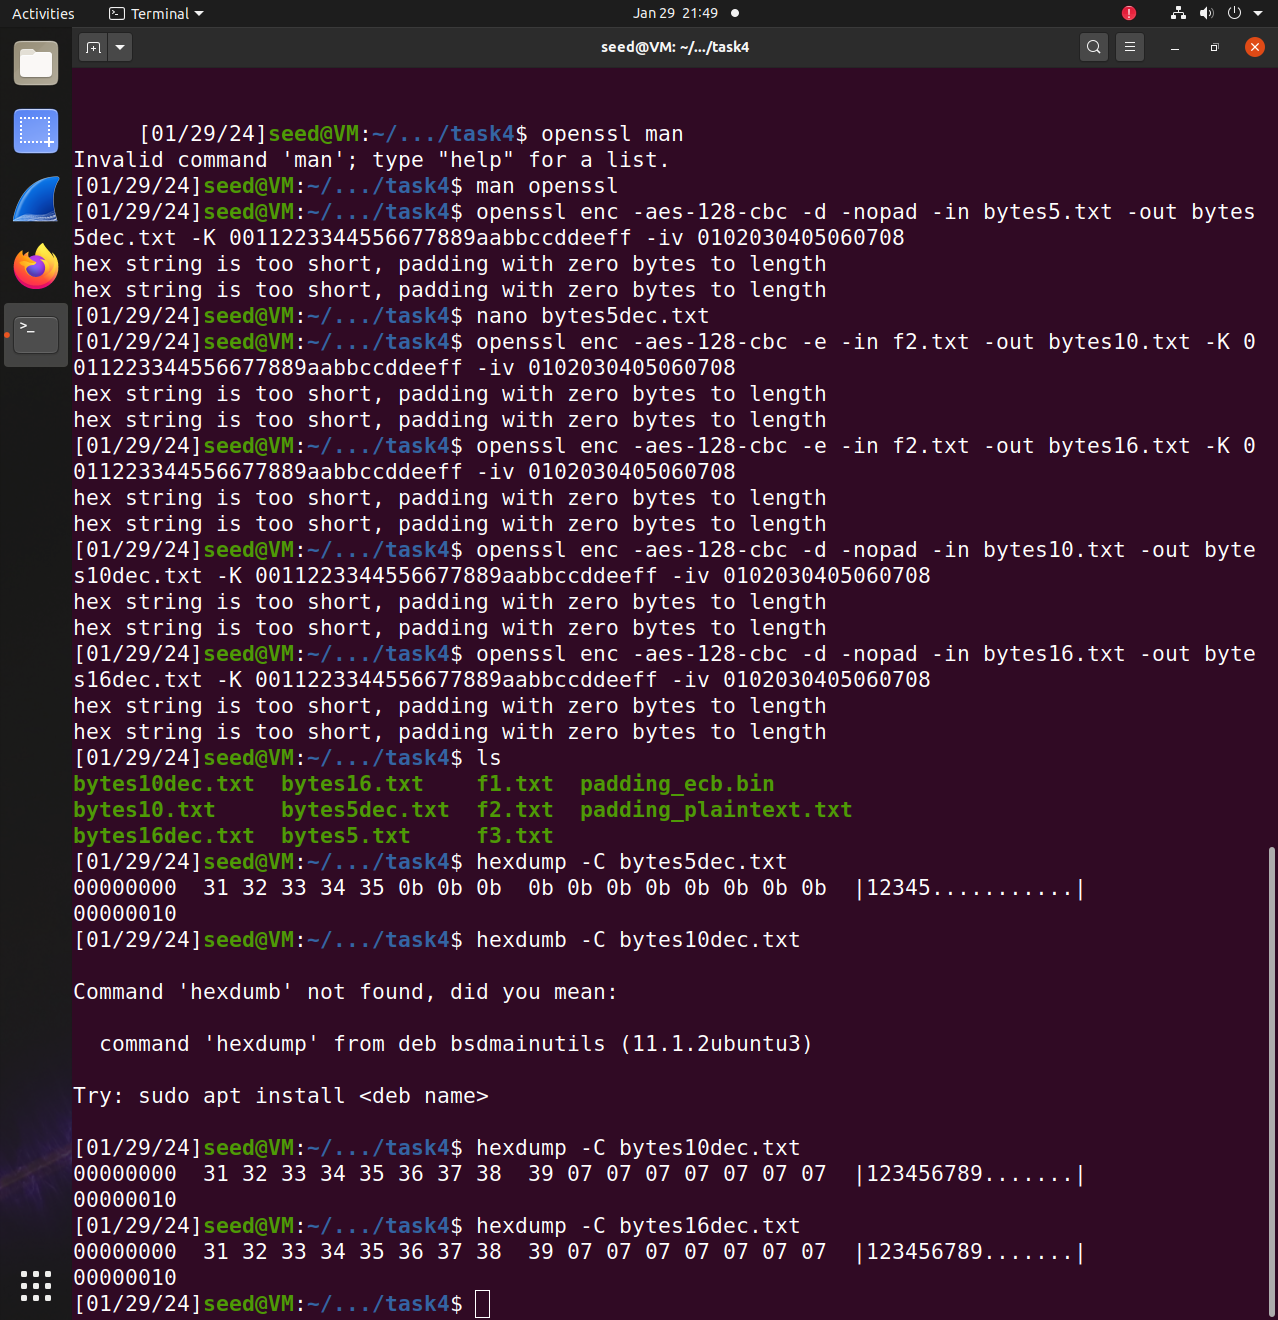 Activities
Terminal
Jan 29 21:49
seed@VM: ~/.../task4
[01/29/24]seed@VM:~/.../task4$ openssl man
Invalid command 'man'; type "help" for a list.
[01/29/24]seed@VM:~/.../task4$ man openssl
[01/29/24]seed@VM:~/.../task4$ openssl enc -aes-128-cbc -d -nopad -in bytes5.txt -out bytes
5dec.txt -K 0011223344556677889aabbccddeeff -iv 0102030405060708
hex string is too short, padding with zero bytes to length
hex string is too short, padding with zero bytes to length
[01/29/24]seed@VM:~/.../task4$ nano bytes5dec.txt
[01/29/24]seed@VM:~/.../task4$ openssl enc -aes-128-cbc -e -in f2.txt -out bytes10.txt -K 0
011223344556677889aabbccddeeff -iv 0102030405060708
hex string is too short, padding with zero bytes to length
hex string is too short, padding with zero bytes to length
[01/29/24]seed@VM:~/.../task4$ openssl enc -aes-128-cbc -e -in f2.txt -out bytes16.txt -K 0
011223344556677889aabbccddeeff -iv 0102030405060708
hex string is too short, padding with zero bytes to length
hex string is too short, padding with zero bytes to length
[01/29/24]seed@VM:~/.../task4$ openssl enc -aes-128-cbc -d -nopad -in bytes10.txt -out byte
s10dec.txt -K 0011223344556677889aabbccddeeff -iv 0102030405060708
hex string is too short, padding with zero bytes to length
hex string is too short, padding with zero bytes to length
[01/29/24]seed@VM:~/.../task4$ openssl enc -aes-128-cbc -d -nopad -in bytes16.txt -out byte
s16dec.txt -K 0011223344556677889aabbccddeeff -iv 0102030405060708
hex string is too short, padding with zero bytes to length
hex string is too short, padding with zero bytes to length
[01/29/24]seed@VM:~/.../task4$ ls
bytes10dec.txt  bytes16.txt    f1.txt  padding_ecb.bin
bytes10.txt     bytes5dec.txt  f2.txt  padding_plaintext.txt
bytes16dec.txt  bytes5.txt     f3.txt
[01/29/24]seed@VM:~/.../task4$ hexdump -C bytes5dec.txt
00000000  31 32 33 34 35 0b 0b 0b  0b 0b 0b 0b 0b 0b 0b 0b  |12345...........|
00000010
[01/29/24]seed@VM:~/.../task4$ hexdumb -C bytes10dec.txt
Command 'hexdumb' not found, did you mean:
  command 'hexdump' from deb bsdmainutils (11.1.2ubuntu3)
Try: sudo apt install <deb name>
[01/29/24]seed@VM:~/.../task4$ hexdump -C bytes10dec.txt
00000000  31 32 33 34 35 36 37 38  39 07 07 07 07 07 07 07  |123456789.......|
00000010
[01/29/24]seed@VM:~/.../task4$ hexdump -C bytes16dec.txt
00000000  31 32 33 34 35 36 37 38  39 07 07 07 07 07 07 07  |123456789.......|
00000010
[01/29/24]seed@VM:~/.../task4$